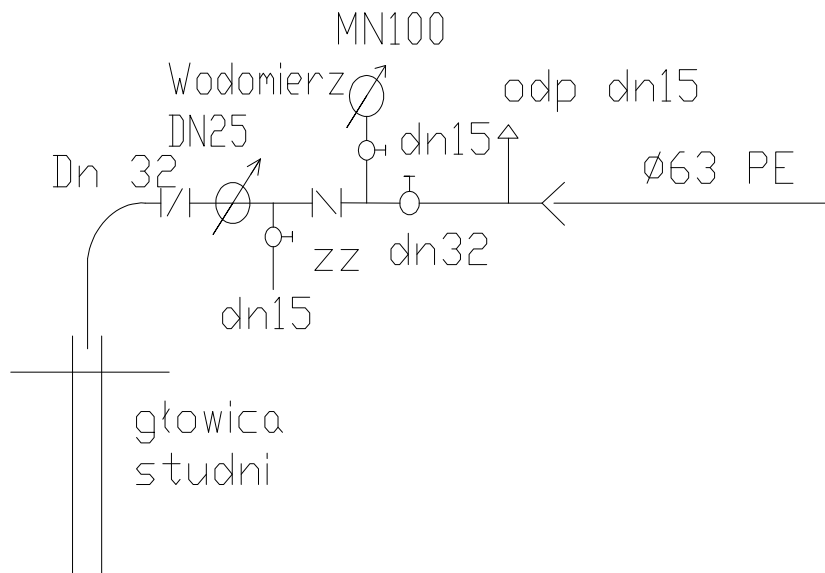 MN100
Wodomierz
DN25
odp dn15
dn15
Dn 32
Ø63 PE
zz
dn32
dn15
głowica
studni